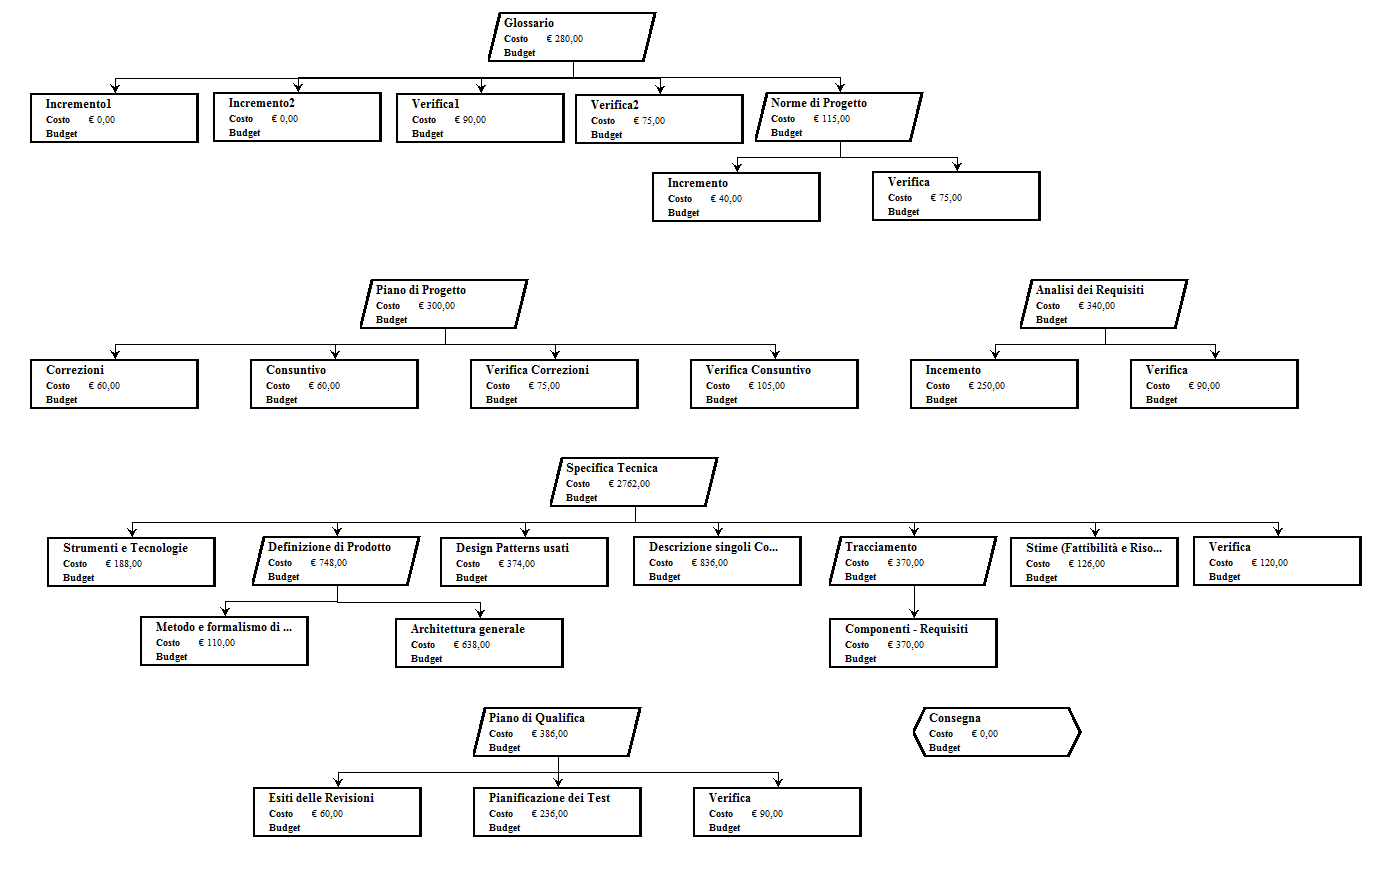 Glossario
Costo € 280,00
Budget
Incremento1
Costo € 0,00
Budget
Incremento2
Costo € 0,00
Budget
Verifica1
Costo € 90,00
Budget
Verifica2
Costo € 75,00
Budget
Norme di Progetto
Costo € 115,00
Budget
Incremento
Costo € 40,00
Budget
Verifica
Costo € 75,00
Budget
Piano di Progetto
Costo € 300,00
Budget
Analisi dei Requisiti
Costo € 340,00
Budget
Correzioni
Costo € 60,00
Budget
Consuntivo
Costo € 60,00
Budget
Verifica Correzioni
Costo € 75,00
Budget
Verifica Consuntivo
Costo € 105,00
Budget
Incemento
Costo € 250,00
Budget
Verifica
Costo € 90,00
Budget
Specifica Tecnica
Costo € 2762,00
Budget
Strumenti e Tecnologie
Costo € 188,00
Budget
Definizione di Prodotto
Costo € 748,00
Budget
Design Patterns usati
Costo € 374,00
Budget
Descrizione singoli Co...
Costo € 836,00
Budget
Tracciamento
Costo € 370,00
Budget
Stime (Fattibilità e Riso...
Costo € 126,00
Budget
Verifica
Costo € 120,00
Budget
Metodo e formalismo di ...
Costo € 110,00
Budget
Architettura generale
Costo € 638,00
Budget
Componenti - Requisiti
Costo € 370,00
Budget
Piano di Qualifica
Costo € 386,00
Budget
Consegna
Costo € 0,00
Budget
Esiti delle Revisioni
Costo € 60,00
Budget
Pianificazione dei Test
Costo € 236,00
Budget
Verifica
Costo € 90,00
Budget